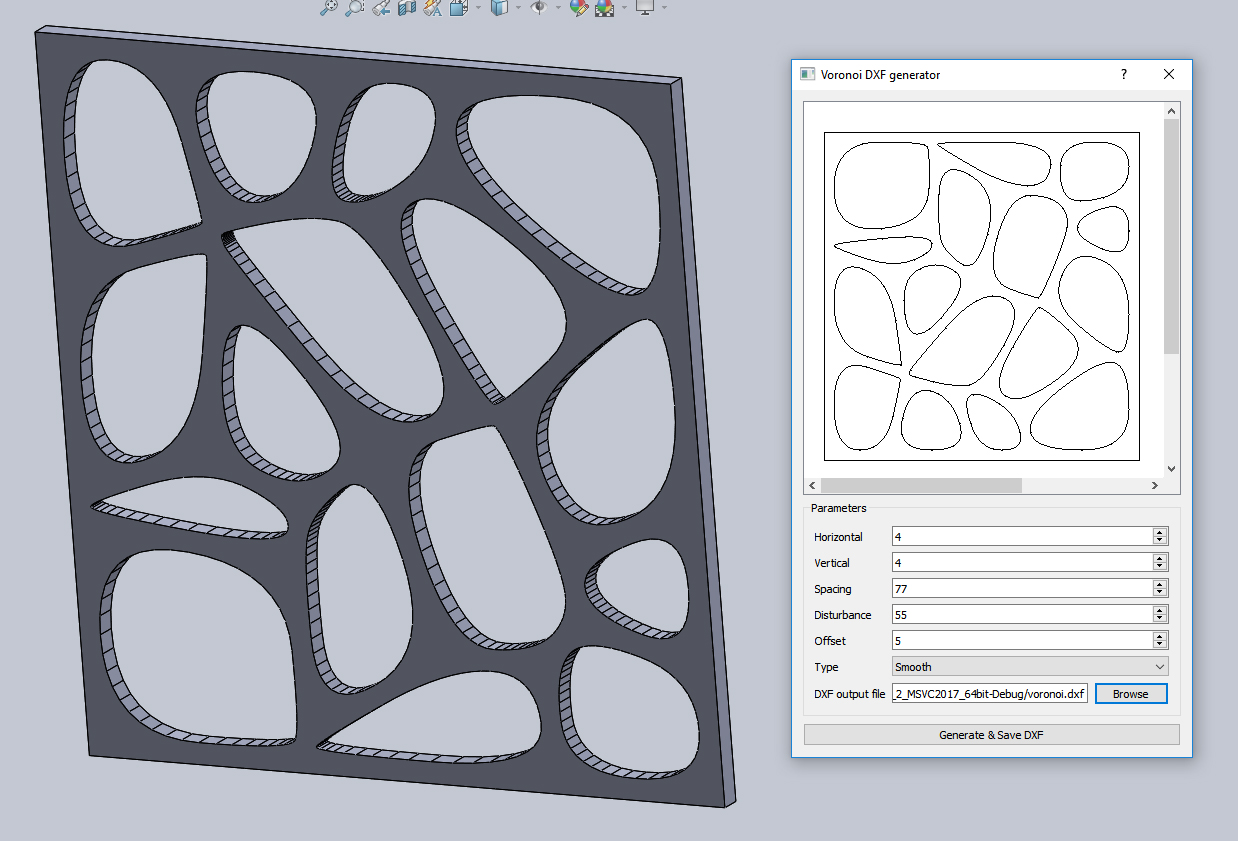 Voronoi DXF generator
?
Parameters
Horizontal 4
Vertical 4
Spacing 77
Disturbance 55
Offset 5
Type Smooth
DXF output file _2_MSVC2017_64bit-Debug/voronoi.dxf Browse
Generate & Save DXF